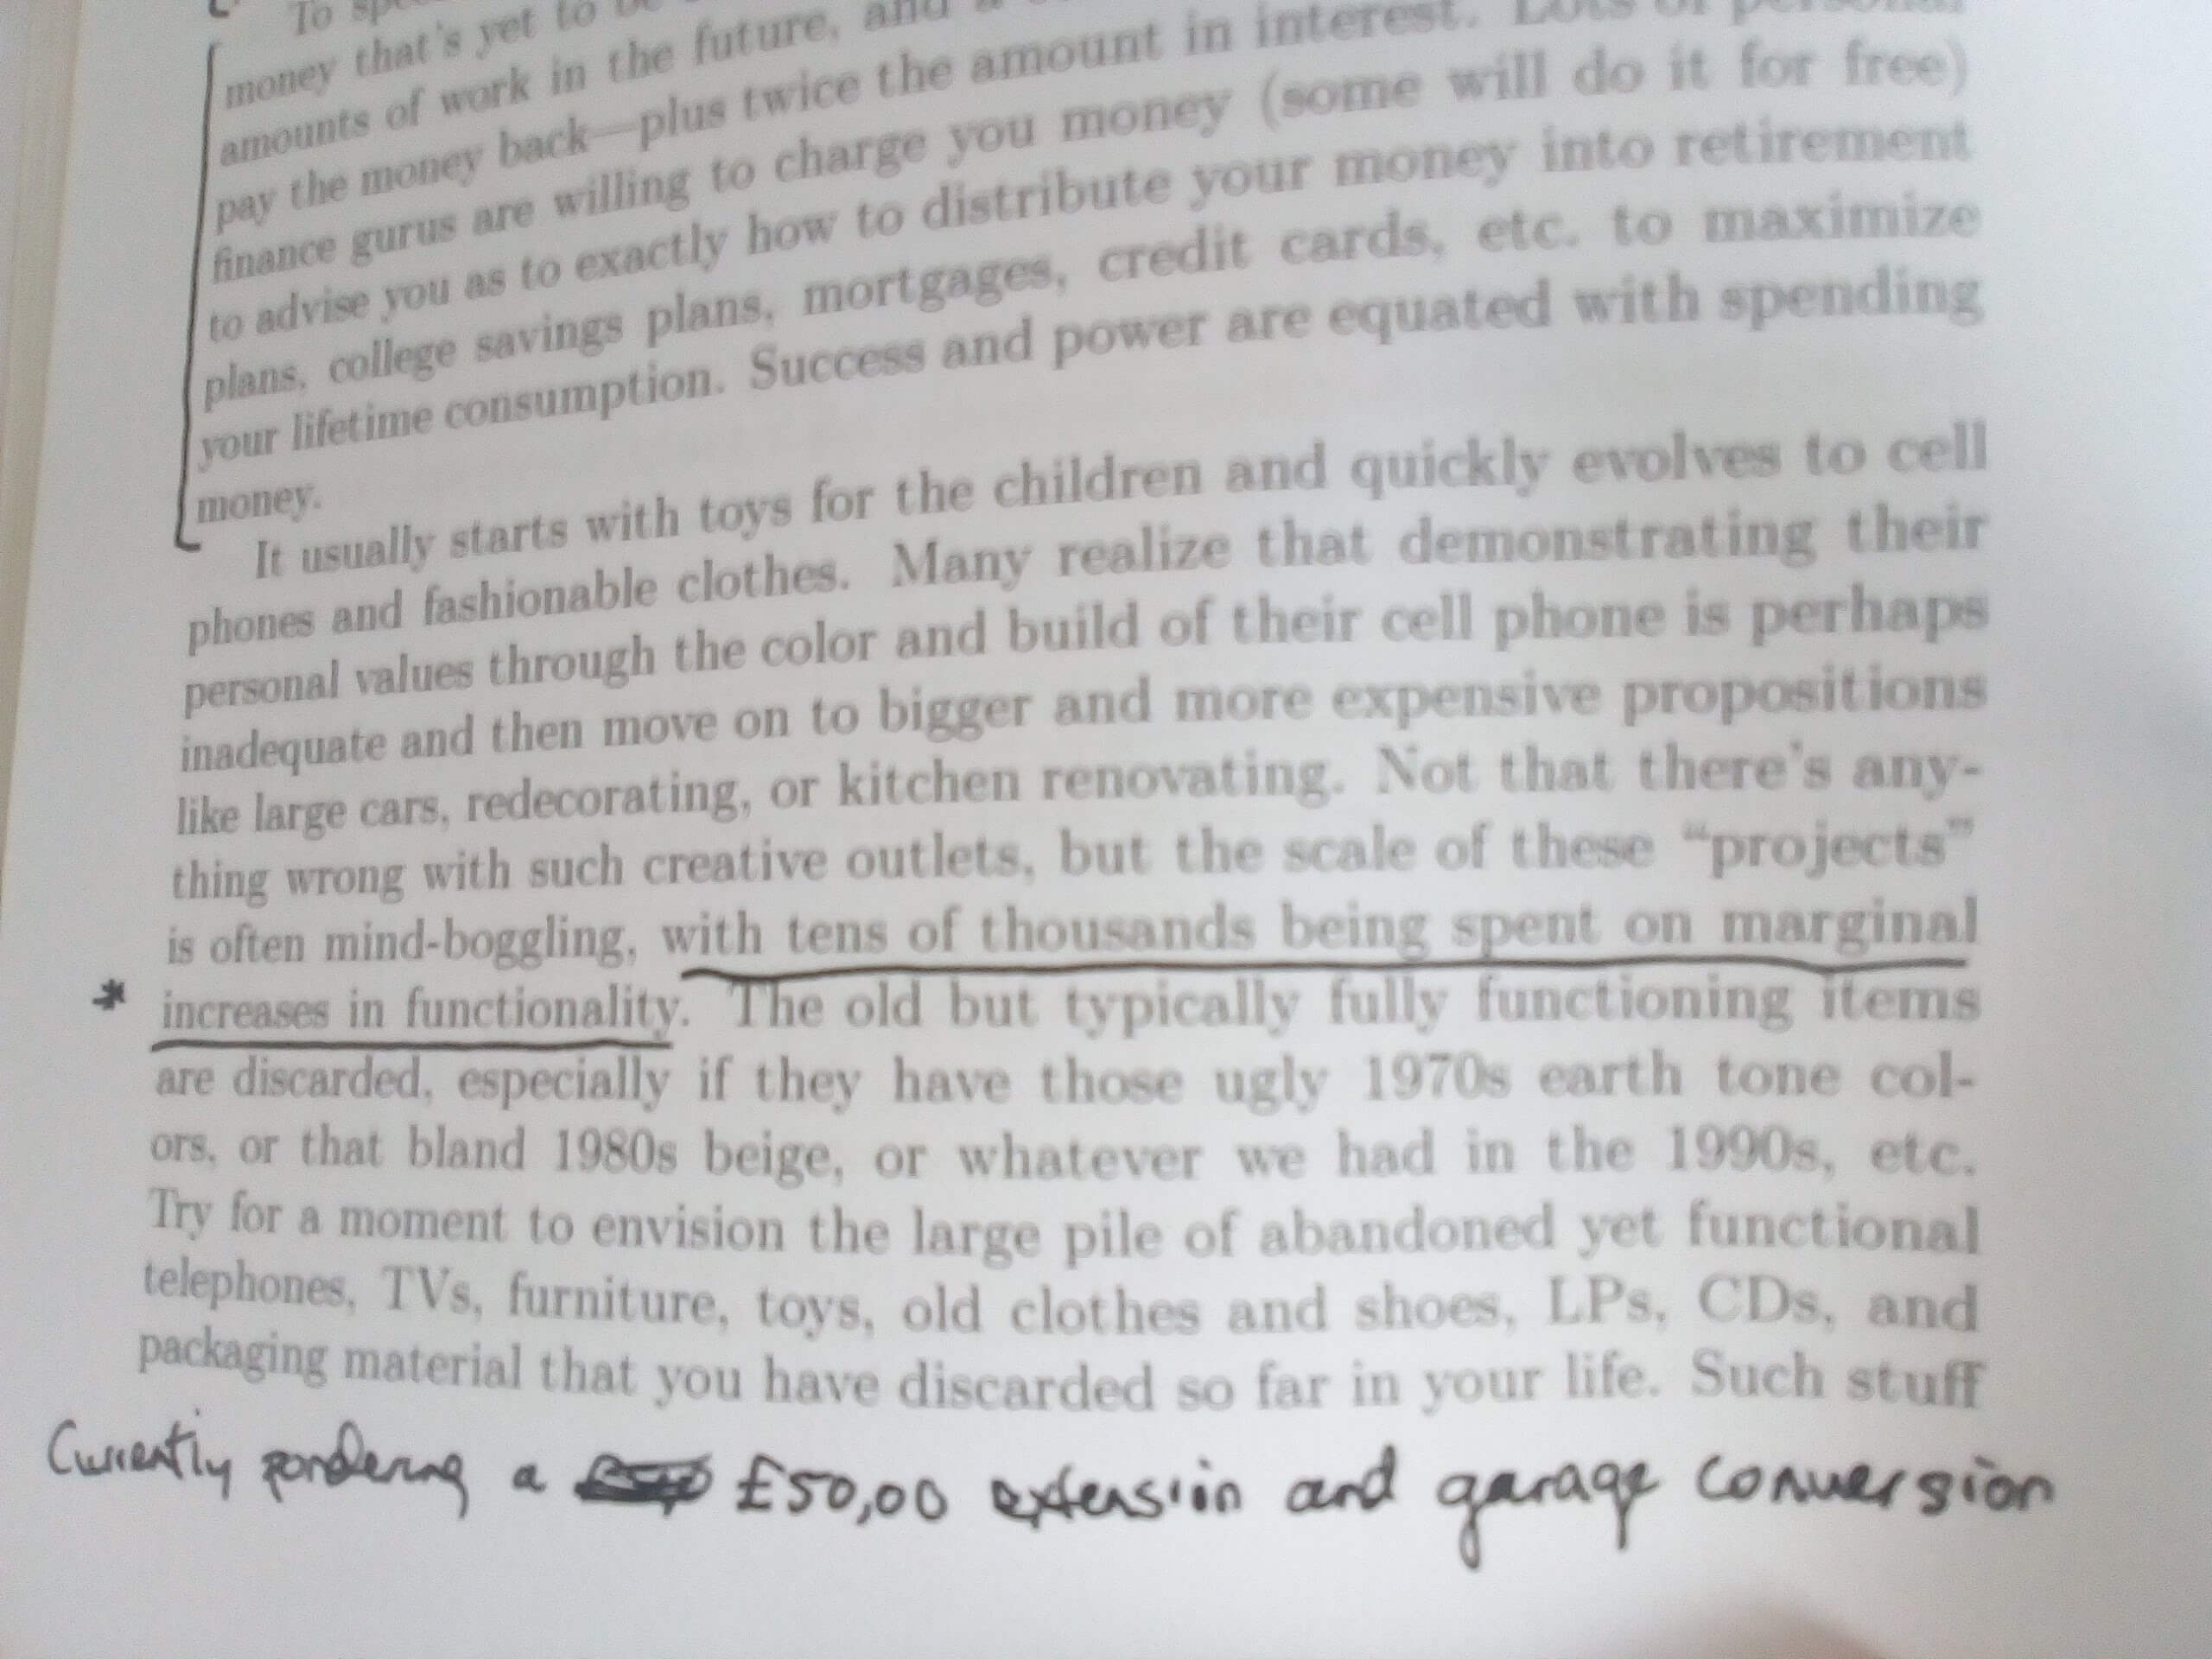 To
money that's yet to
amounts of work in the future, and a
pay the money back—plus twice the amount in interest. Lots of personal
finance gurus are willing to charge you money (some will do it for free)
to advise you as to exactly how to distribute your money into retirement
plans, college savings plans, mortgages, credit cards, etc. to maximize
your lifetime consumption. Success and power are equated with spending
money.
It usually starts with toys for the children and quickly evolves to cell
phones and fashionable clothes. Many realize that demonstrating their
personal values through the color and build of their cell phone is perhaps
inadequate and then move on to bigger and more expensive propositions
like large cars, redecorating, or kitchen renovating. Not that there's any-
thing wrong with such creative outlets, but the scale of these “projects”
is often mind-boggling, with tens of thousands being spent on marginal
* increases in functionality. The old but typically fully functioning items
are discarded, especially if they have those ugly 1970s earth tone col-
ors, or that bland 1980s beige, or whatever we had in the 1990s, etc.
Try for a moment to envision the large pile of abandoned yet functional
telephones, TVs, furniture, toys, old clothes and shoes, LPs, CDs, and
packaging material that you have discarded so far in your life. Such stuff
Currently pondering a £50,00 extension and garage conversion